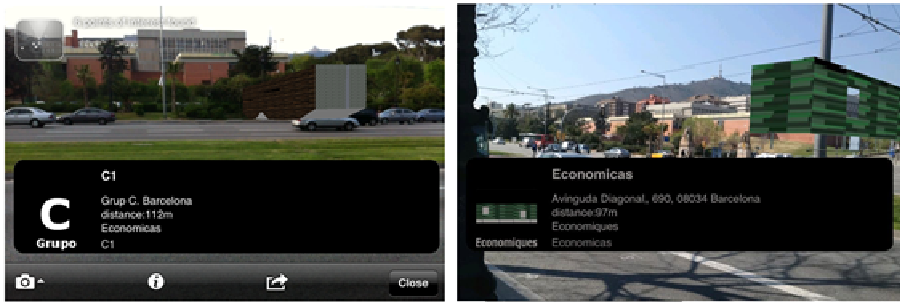 C1
Grup C. Barcelona
distance:112m
Economicas
C1
C
Grupo
Close
Economicas
Avinguda Diagonal, 690, 08034 Barcelona
distance:97m
Economiques
Economicas
Economiques